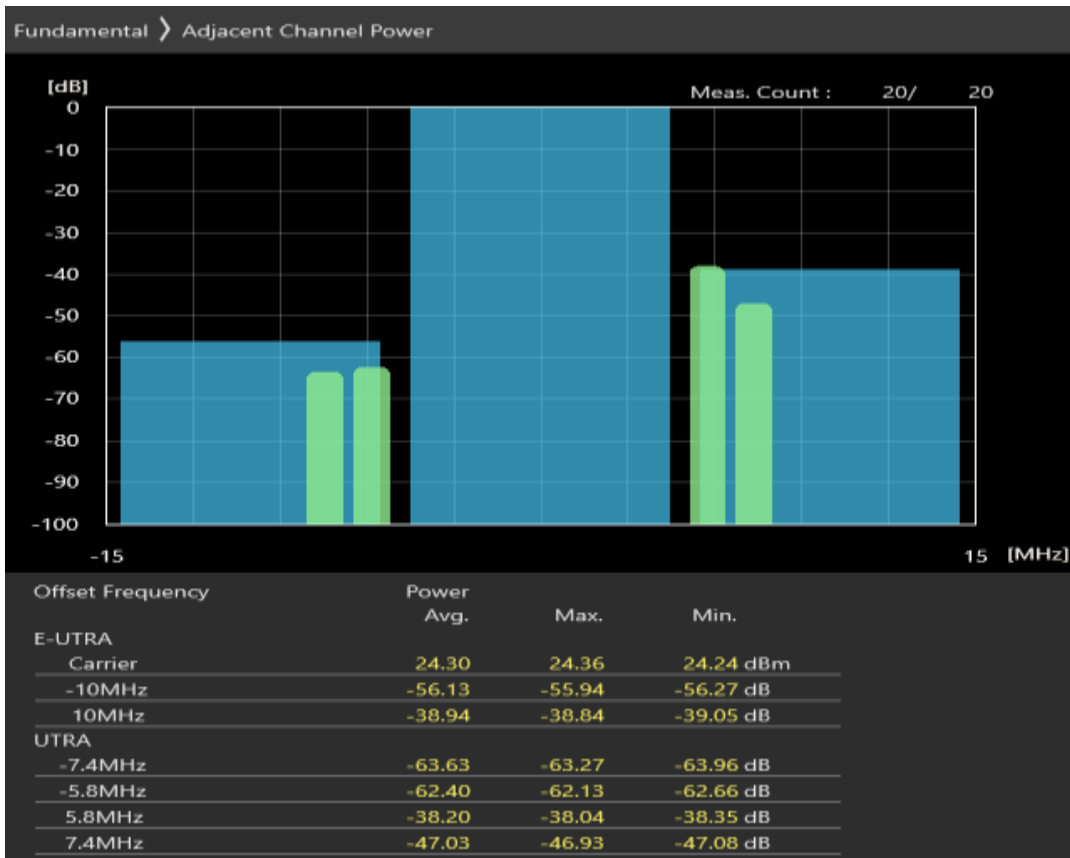 Fundamental ❯ Adjacent Channel Power
[dB]
Meas. Count : 20/ 20
0
-10
-20
-30
-40
-50
-60
-70
-80
-90
-100
-15 15 [MHz]
Offset Frequency Power
Avg. Max. Min.
E-UTRA
Carrier 24.30 24.36 24.24 dBm
-10MHz -56.13 -55.94 -56.27 dB
10MHz -38.94 -38.84 -39.05 dB
UTRA
-7.4MHz -63.63 -63.27 -63.96 dB
-5.8MHz -62.40 -62.13 -62.66 dB
5.8MHz -38.20 -38.04 -38.35 dB
7.4MHz -47.03 -46.93 -47.08 dB